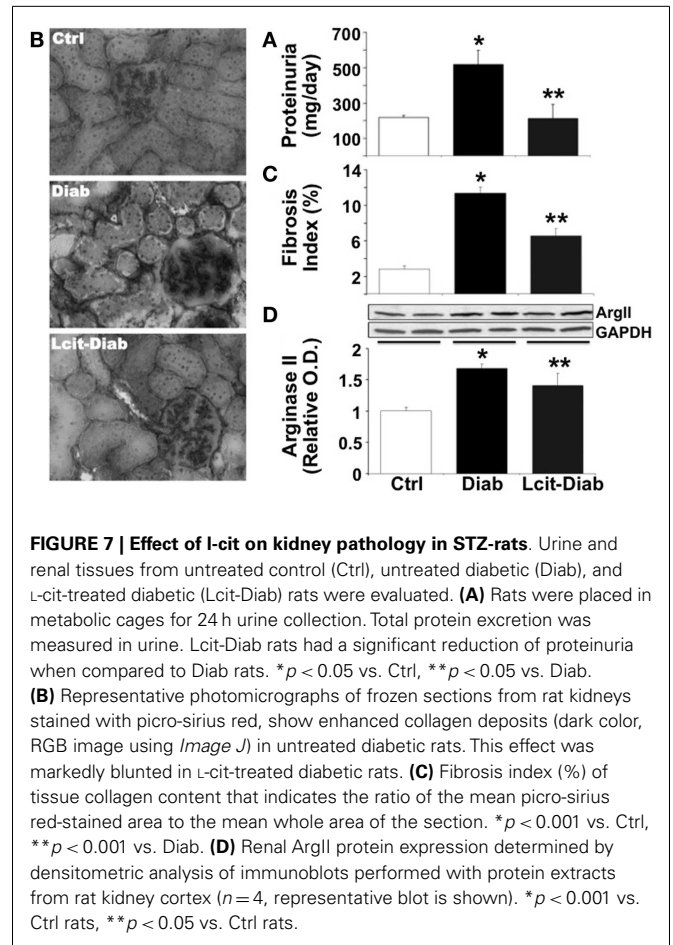 B
Ctrl
Diab
Lcit-Diab
A
Proteinuria
(mg/day)
700
500
300
100
*
**
C
Fibrosis
Index (%)
14
10
6
2
*
**
D
ArgII
GAPDH
Arginase II
(Relative O.D.)
2
1.5
1
0.5
0
*
**
Ctrl Diab Lcit-Diab
FIGURE 7 | Effect of l-cit on kidney pathology in STZ-rats. Urine and
renal tissues from untreated control (Ctrl), untreated diabetic (Diab), and
L-cit-treated diabetic (Lcit-Diab) rats were evaluated. (A) Rats were placed in
metabolic cages for 24 h urine collection. Total protein excretion was
measured in urine. Lcit-Diab rats had a significant reduction of proteinuria
when compared to Diab rats. *p < 0.05 vs. Ctrl, **p < 0.05 vs. Diab.
(B) Representative photomicrographs of frozen sections from rat kidneys
stained with picro-sirius red, show enhanced collagen deposits (dark color,
RGB image using Image J) in untreated diabetic rats. This effect was
markedly blunted in L-cit-treated diabetic rats. (C) Fibrosis index (%) of
tissue collagen content that indicates the ratio of the mean picro-sirius
red-stained area to the mean whole area of the section. *p < 0.001 vs. Ctrl,
**p < 0.001 vs. Diab. (D) Renal ArgII protein expression determined by
densitometric analysis of immunoblots performed with protein extracts
from rat kidney cortex (n = 4, representative blot is shown). *p < 0.001 vs.
Ctrl rats, **p < 0.05 vs. Ctrl rats.